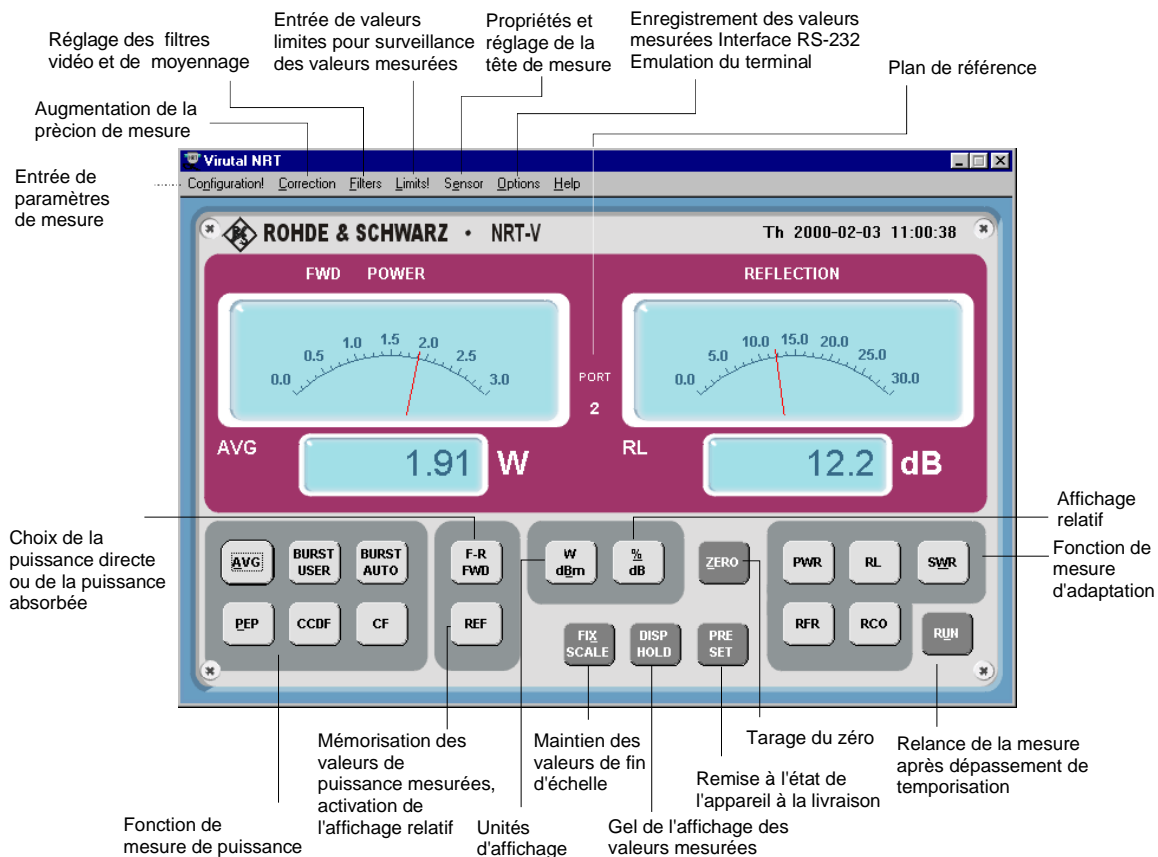 Réglage des filtres
vidéo et de moyennage
Entrée de valeurs
limites pour surveillance
des valeurs mesurées
Propriétés et
réglage de la
tête de mesure
Enregistrement des valeurs
mesurées Interface RS-232
Emulation du terminal
Plan de référence
Augmentation de la
prècion de mesure
Entrée de
paramètres
de mesure
Virutal NRT
Configuration! Correction Filters Limits! Sensor Options Help
ROHDE & SCHWARZ · NRT-V
Th 2000-02-03 11:00:38
FWD POWER
0.0 0.5 1.0 1.5 2.0 2.5 3.0
AVG
1.91 W
PORT
2
REFLECTION
0.0 5.0 10.0 15.0 20.0 25.0 30.0
RL
12.2 dB
Choix de la
puissance directe
ou de la puissance
absorbée
Affichage
relatif
Fonction de
mesure
d'adaptation
AVG
BURST
USER
BURST
AUTO
PEP
CCDF
CF
F-R
FWD
REF
W
dBm
%
dB
ZERO
FIX
SCALE
DISP
HOLD
PRE
SET
PWR
RL
SWR
RFR
RCO
RUN
Fonction de
mesure de puissance
Mémorisation des
valeurs de
puissance mesurées,
activation de
l'affichage relatif
Unités
d'affichage
Maintien des
valeurs de fin
d'échelle
Gel de l'affichage des
valeurs mesurées
Remise à l'état de
l'appareil à la livraison
Tarage du zéro
Relance de la mesure
après dépassement de
temporisation